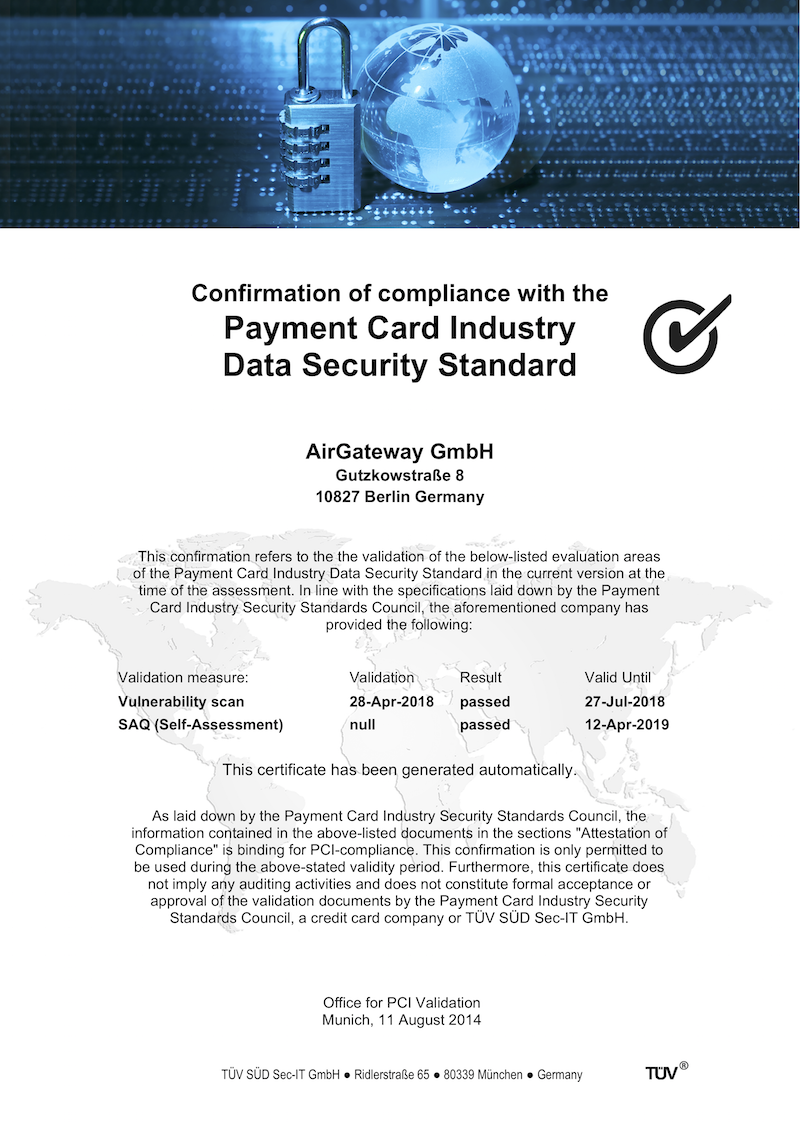 Confirmation of compliance with the
Payment Card Industry
Data Security Standard
AirGateway GmbH
Gutzkowstraße 8
10827 Berlin Germany
This confirmation refers to the the validation of the below-listed evaluation areas
of the Payment Card Industry Data Security Standard in the current version at the
time of the assessment. In line with the specifications laid down by the Payment
Card Industry Security Standards Council, the aforementioned company has
provided the following:
Validation measure: Validation Result Valid Until
Vulnerability scan 28-Apr-2018 passed 27-Jul-2018
SAQ (Self-Assessment) null passed 12-Apr-2019
This certificate has been generated automatically.
As laid down by the Payment Card Industry Security Standards Council, the
information contained in the above-listed documents in the sections "Attestation of
Compliance" is binding for PCI-compliance. This confirmation is only permitted to
be used during the above-stated validity period. Furthermore, this certificate does
not imply any auditing activities and does not constitute formal acceptance or
approval of the validation documents by the Payment Card Industry Security
Standards Council, a credit card company or TÜV SÜD Sec-IT GmbH.
Office for PCI Validation
Munich, 11 August 2014
TÜV SÜD Sec-IT GmbH ● Ridlerstraße 65 ● 80339 München ● Germany
TÜV®